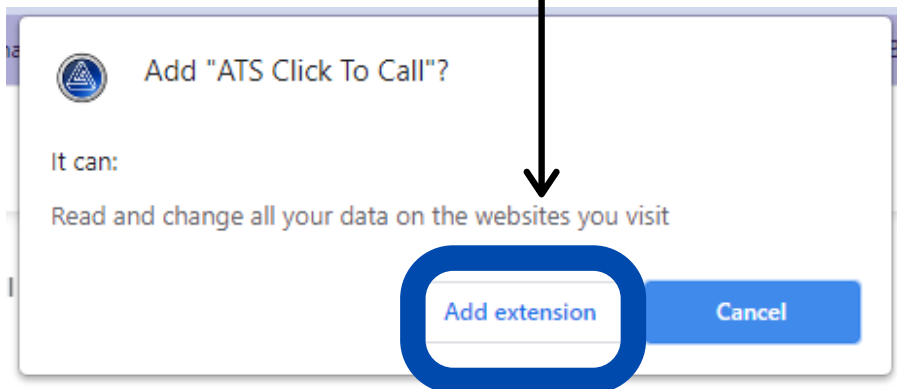 Add "ATS Click To Call"?
It can:
Read and change all your data on the websites you visit
Add extension
Cancel